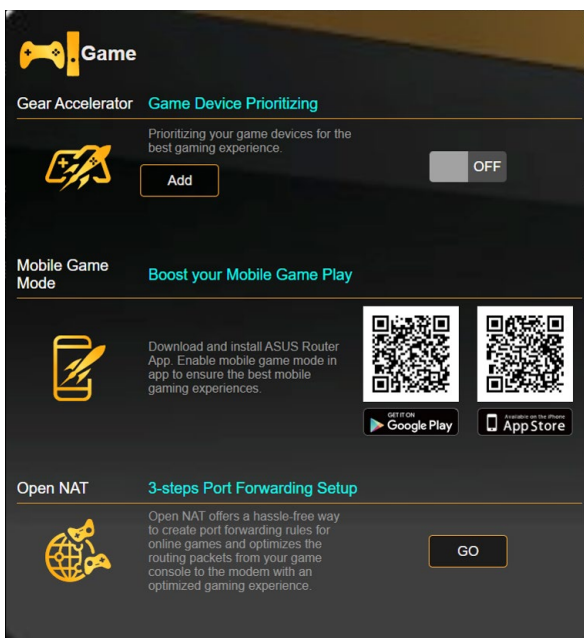 Game
Gear Accelerator
Game Device Prioritizing
Prioritizing your game devices for the
best gaming experience.
Add
OFF
Mobile Game
Mode
Boost your Mobile Game Play
Download and install ASUS Router
App. Enable mobile game mode in
app to ensure the best mobile
gaming experiences.
GET IT ON
Google Play
Available on the iPhone
App Store
Open NAT
3-steps Port Forwarding Setup
Open NAT offers a hassle-free way
to create port forwarding rules for
online games and optimizes the
routing packets from your game
console to the modem with an
optimized gaming experience.
GO